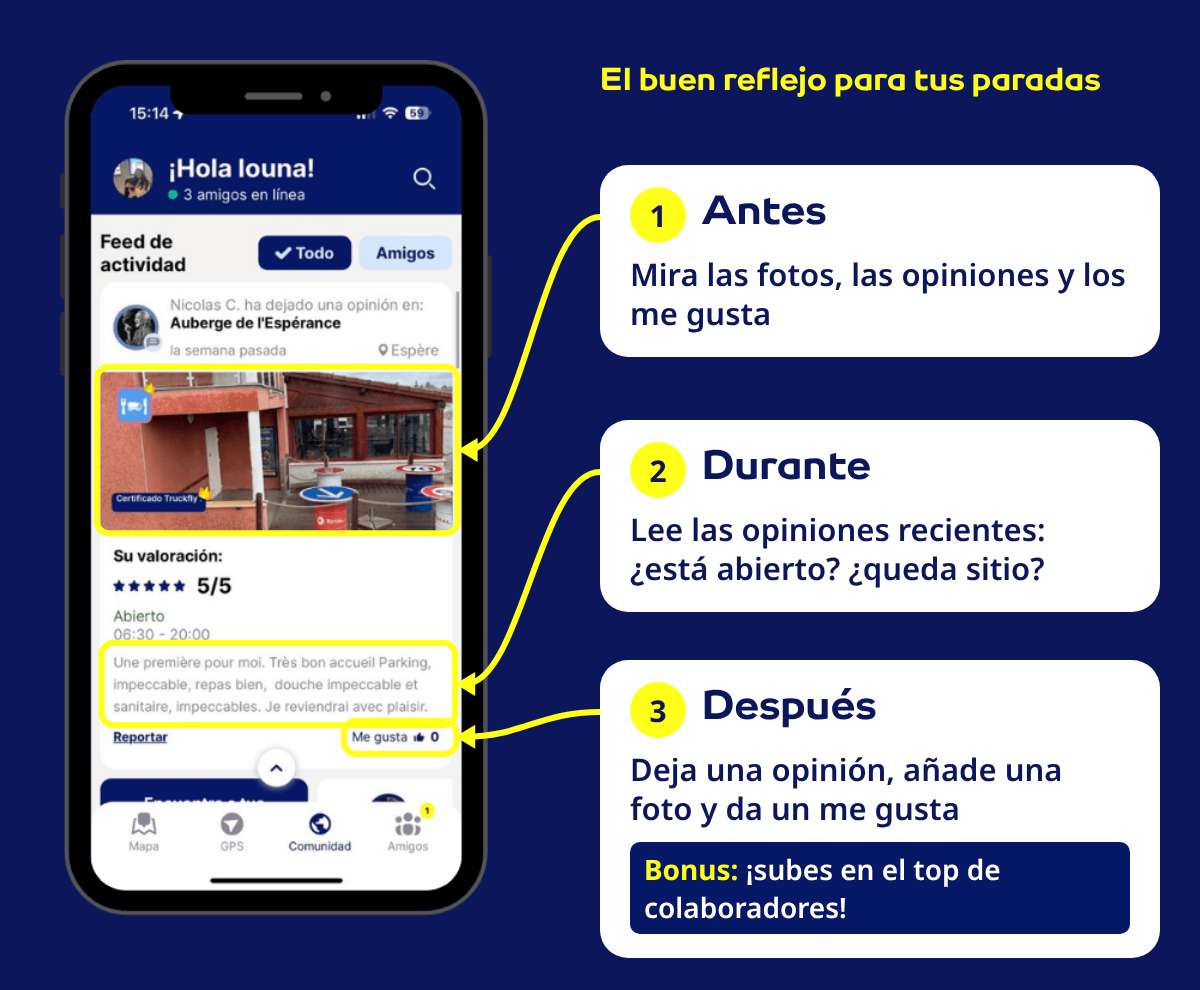 El buen reflejo para tus paradas
15:14
59
¡Hola louna!
3 amigos en línea
Feed de
actividad
Todo
Amigos
Nicolas C. ha dejado una opinión en:
Auberge de l'Espérance
la semana pasada
Espère
Certificado Truckfly
Su valoración:
5/5
Abierto
06:30 - 20:00
Une première pour moi. Très bon accueil Parking,
impeccable, repas bien, douche impeccable et
sanitaire, impeccables. Je reviendrai avec plaisir.
Reportar
Me gusta 0
Mapa
GPS
Comunidad
1
Amigos
1 Antes
Mira las fotos, las opiniones y los
me gusta
2 Durante
Lee las opiniones recientes:
¿está abierto? ¿queda sitio?
3 Después
Deja una opinión, añade una
foto y da un me gusta
Bonus: ¡subes en el top de
colaboradores!